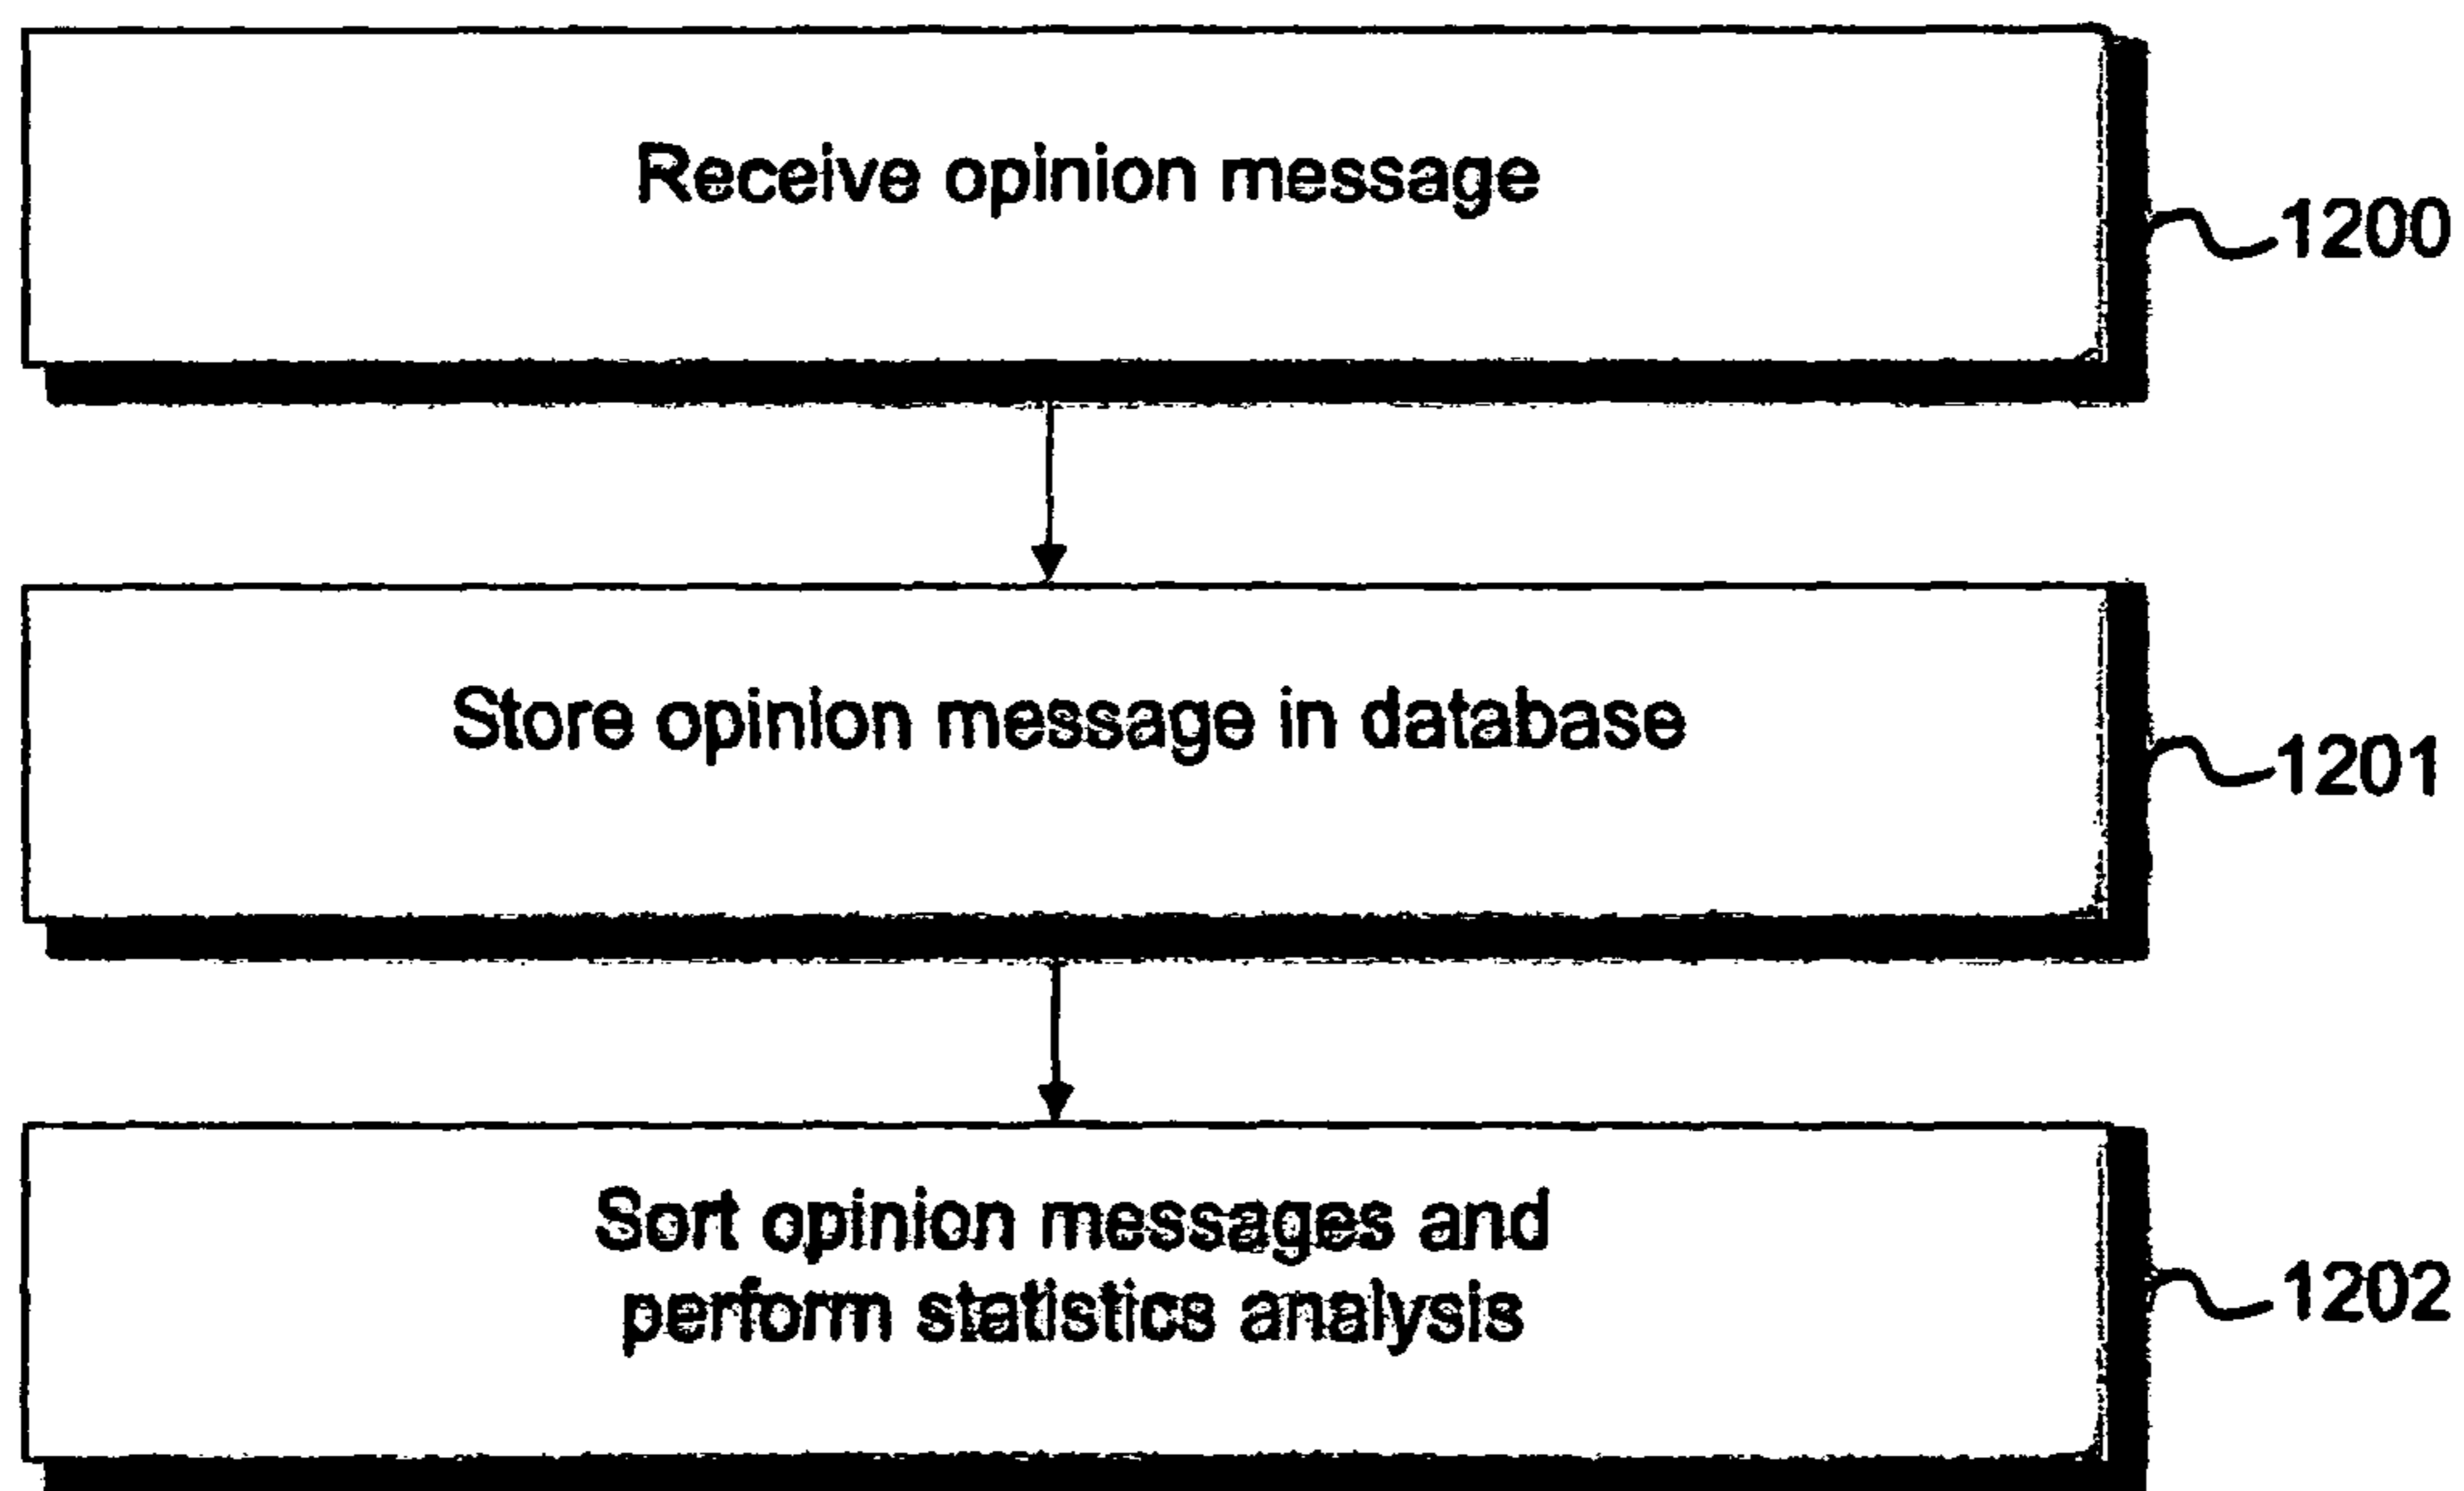 Receive opinion message
1200
Store opinion message in database
1201
Sort opinion messages and
perform statistics analysis
1202